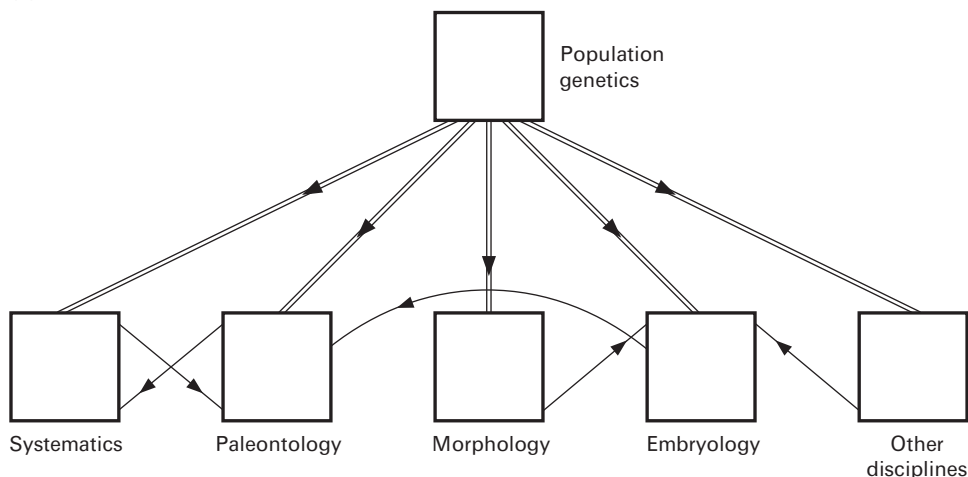 Population
genetics
Systematics
Paleontology
Morphology
Embryology
Other
disciplines